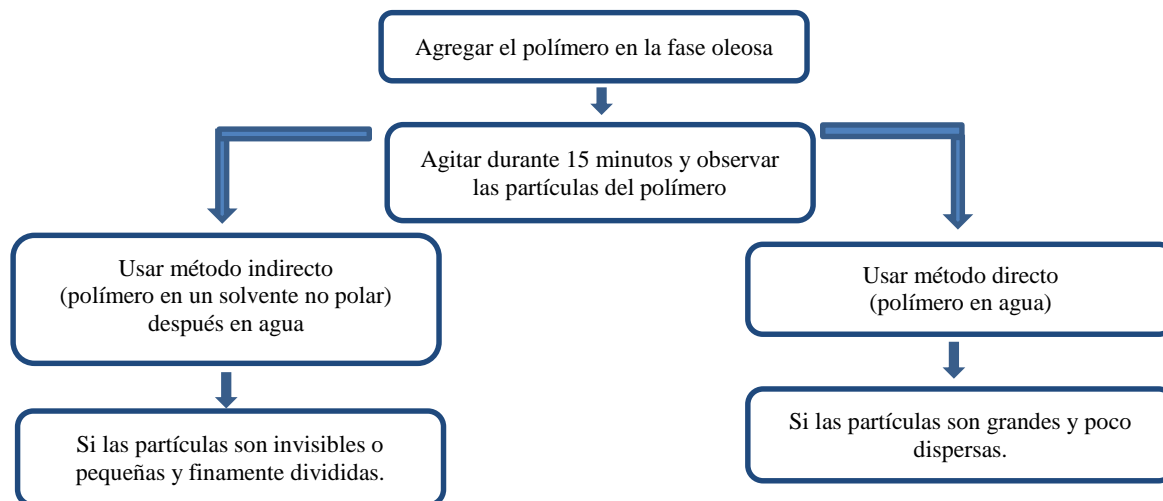 Agregar el polímero en la fase oleosa
Agitar durante 15 minutos y observar
las partículas del polímero
Usar método indirecto
(polímero en un solvente no polar)
después en agua
Usar método directo
(polímero en agua)
Si las partículas son invisibles o
pequeñas y finamente divididas.
Si las partículas son grandes y poco
dispersas.